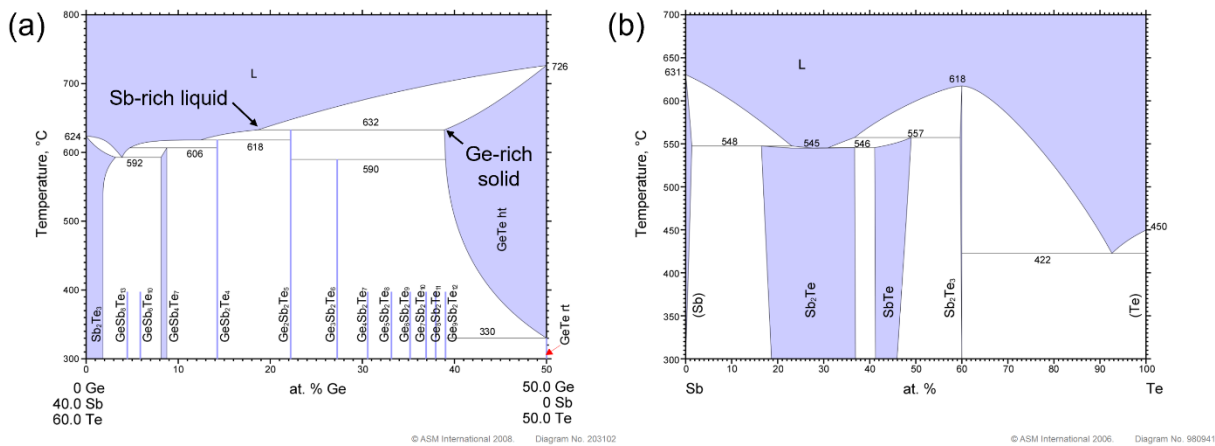 (a)
800
700
600
500
400
300
Temperature, °C
L
726
Sb-rich liquid
624
632
618
606
592
590
Ge-rich
solid
GeTe ht
330
Sb₂Te₃
GeSb₈Te₁₃
GeSb₆Te₁₀
GeSb₄Te₇
GeSb₂Te₄
Ge₂Sb₂Te₅
Ge₃Sb₂Te₆
Ge₄Sb₂Te₇
Ge₅Sb₂Te₈
Ge₆Sb₂Te₉
Ge₇Sb₂Te₁₀
Ge₈Sb₂Te₁₁
Ge₉Sb₂Te₁₂
GeTe rt
0 10 20 30 40 50
0 Ge
40.0 Sb
60.0 Te
at. % Ge
50.0 Ge
0 Sb
50.0 Te
© ASM International 2008. Diagram No. 203102
(b)
700
650
600
550
500
450
400
350
300
Temperature, °C
631
L
618
548
545
546
557
450
422
(Sb)
Sb₂Te
SbTe
Sb₂Te₃
(Te)
0 10 20 30 40 50 60 70 80 90 100
Sb
at. %
Te
© ASM International 2006. Diagram No. 980941